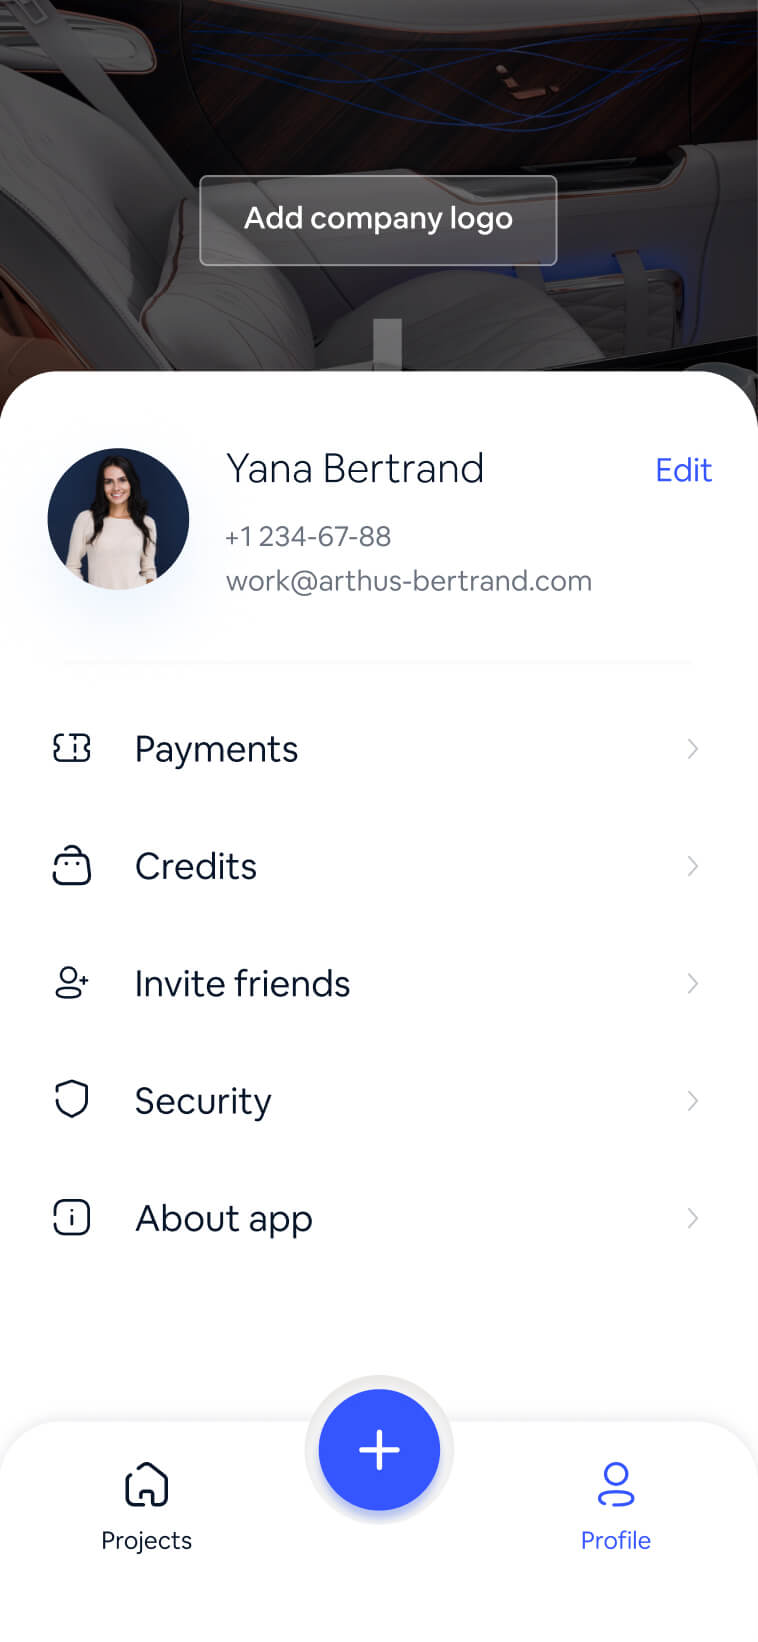 Add company logo
Yana Bertrand
Edit
+1 234-67-88
work@arthus-bertrand.com
Payments
Credits
Invite friends
Security
About app
Projects
Profile